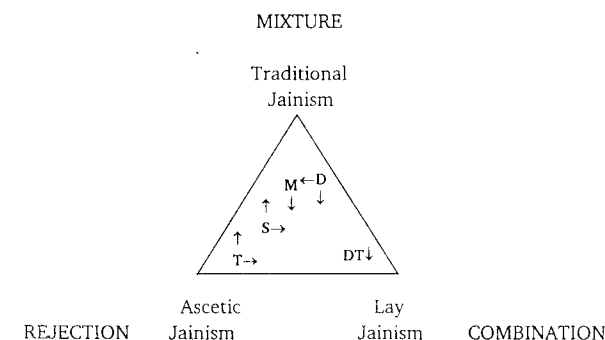 MIXTURE
Traditional
Jainism
M←D
↑ ↓ ↓
S→
↑
T→ DT↓
Ascetic Lay
REJECTION Jainism Jainism COMBINATION